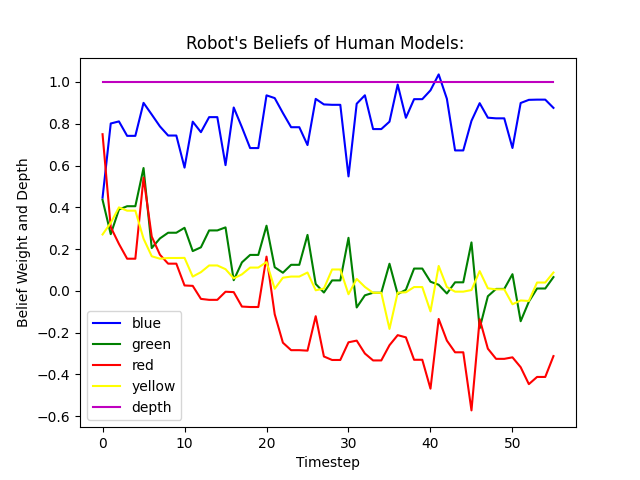 Robot's Beliefs of Human Models:
Belief Weight and Depth
1.0
0.8
0.6
0.4
0.2
0.0
−0.2
−0.4
−0.6
blue
green
red
yellow
depth
0
10
20
30
40
50
Timestep